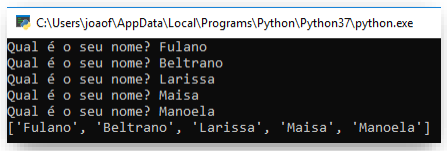 C:\Users\joaof\AppData\Local\Programs\Python\Python37\python.exe
Qual é o seu nome? Fulano
Qual é o seu nome? Beltrano
Qual é o seu nome? Larissa
Qual é o seu nome? Maisa
Qual é o seu nome? Manoela
['Fulano', 'Beltrano', 'Larissa', 'Maisa', 'Manoela']